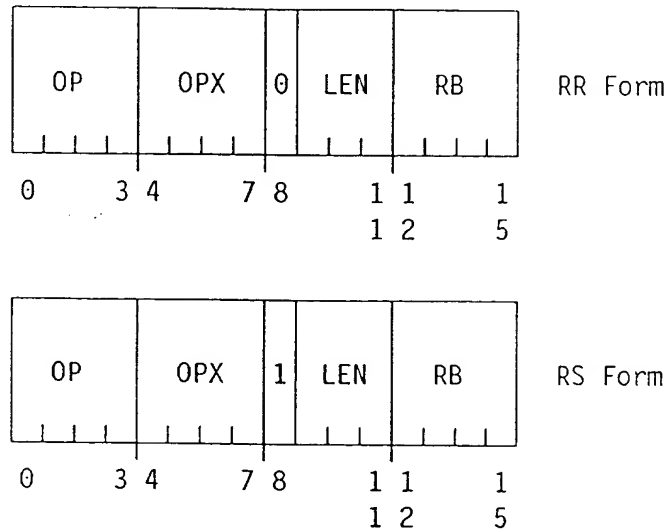 OP OPX 0 LEN RB RR Form
0 3 4 7 8 1 1 1
1 2 5
OP OPX 1 LEN RB RS Form
0 3 4 7 8 1 1 1
1 2 5